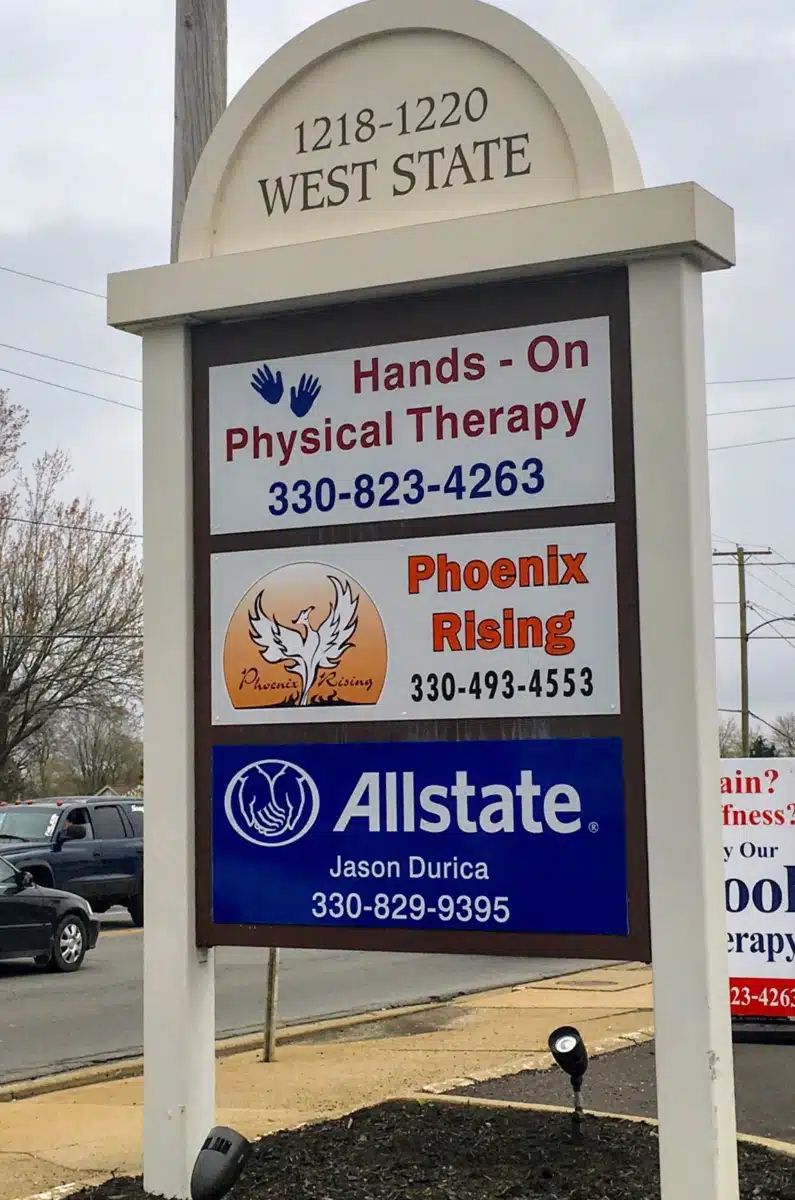 1218-1220
WEST STATE
Hands - On
Physical Therapy
330-823-4263
Phoenix
Rising
Phoenix Rising
330-493-4553
Allstate®
Jason Durica
330-829-9395
ain?
fness?
y Our
ool
erapy
23-4263